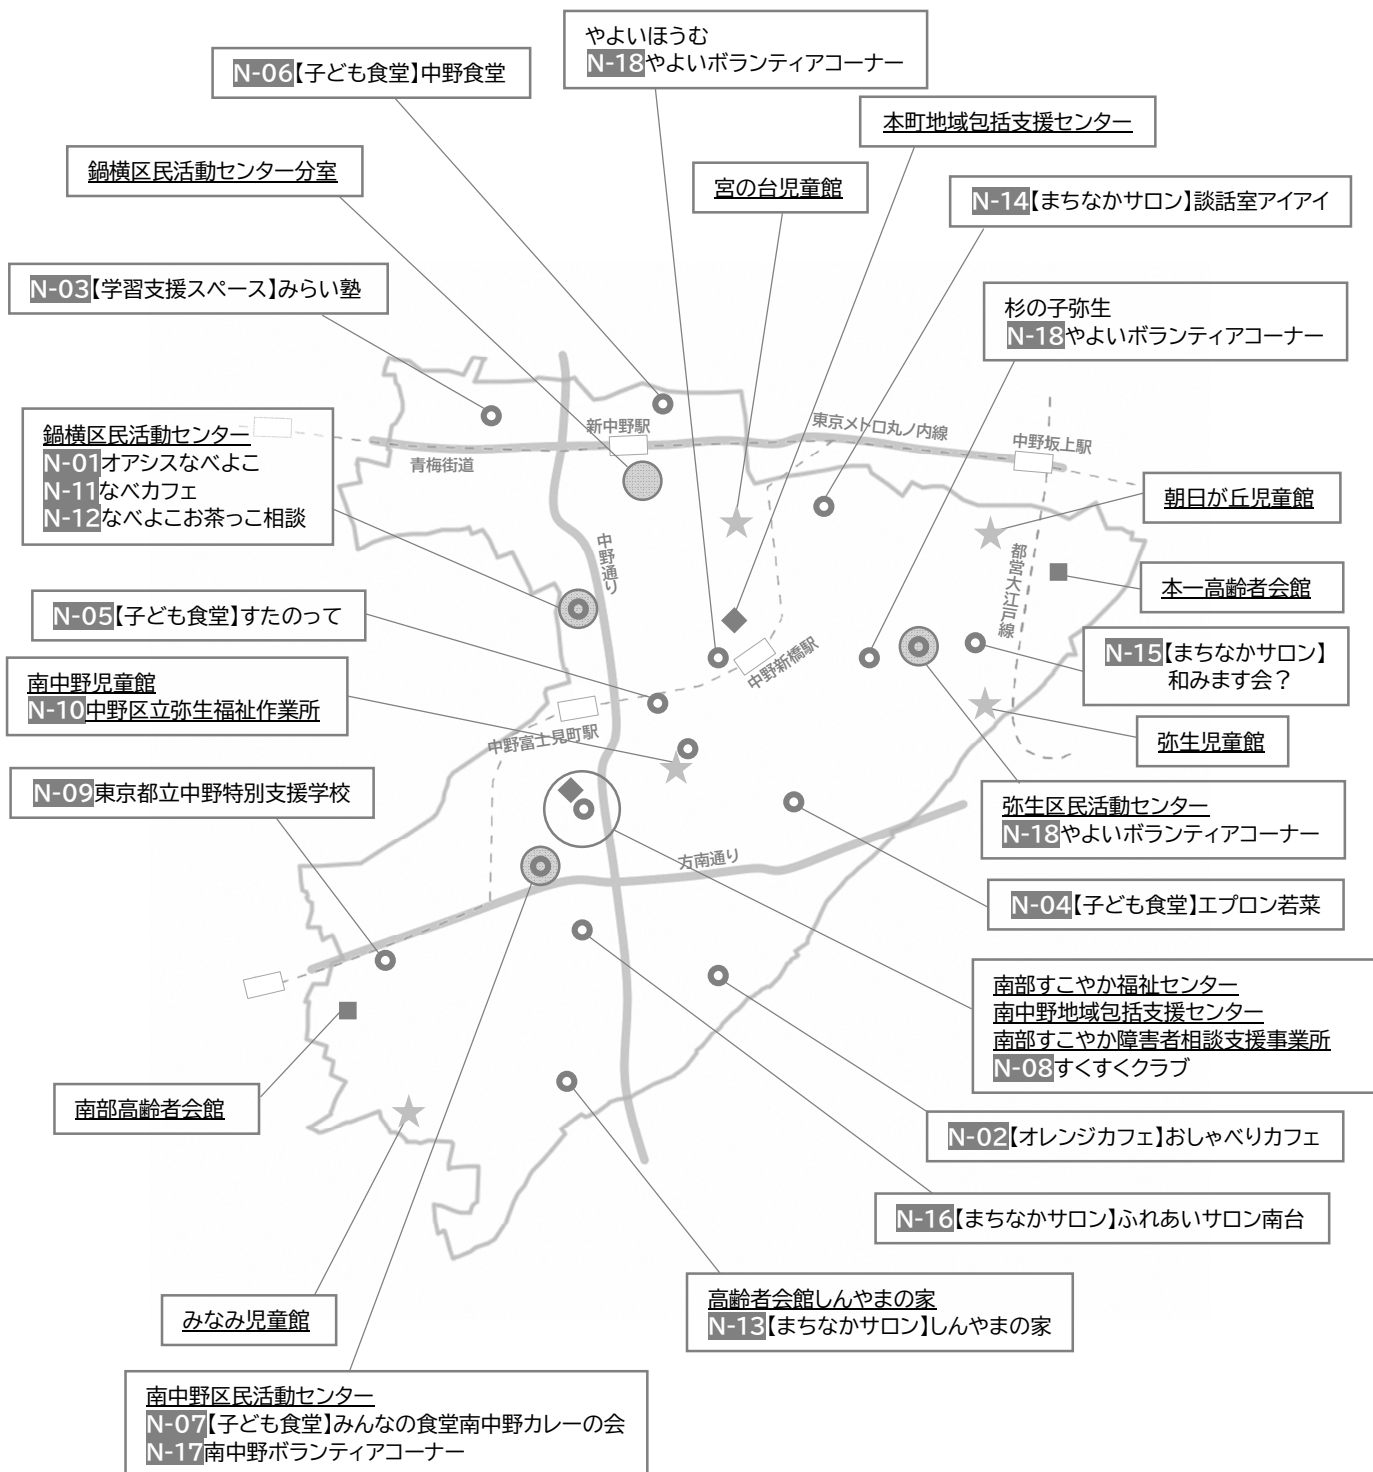 やよいほうむ
N-18やよいボランティアコーナー
N-06【子ども食堂】中野食堂
本町地域包括支援センター
鍋横区民活動センター分室
宮の台児童館
N-14【まちなかサロン】談話室アイアイ
N-03【学習支援スペース】みらい塾
杉の子弥生
N-18やよいボランティアコーナー
鍋横区民活動センター
N-01オアシスなべよこ
N-11なべカフェ
N-12なべよこお茶っこ相談
新中野駅
東京メトロ丸ノ内線
中野坂上駅
青梅街道
朝日が丘児童館
中野通り
都営大江戸線
本一高齢者会館
N-05【子ども食堂】すたのって
N-15【まちなかサロン】
和みます会？
中野新橋駅
南中野児童館
N-10中野区立弥生福祉作業所
中野富士見町駅
弥生児童館
N-09東京都立中野特別支援学校
弥生区民活動センター
N-18やよいボランティアコーナー
方南通り
N-04【子ども食堂】エプロン若菜
南部すこやか福祉センター
南中野地域包括支援センター
南部すこやか障害者相談支援事業所
N-08すくすくクラブ
南部高齢者会館
N-02【オレンジカフェ】おしゃべりカフェ
N-16【まちなかサロン】ふれあいサロン南台
みなみ児童館
高齢者会館しんやまの家
N-13【まちなかサロン】しんやまの家
南中野区民活動センター
N-07【子ども食堂】みんなの食堂南中野カレーの会
N-17南中野ボランティアコーナー